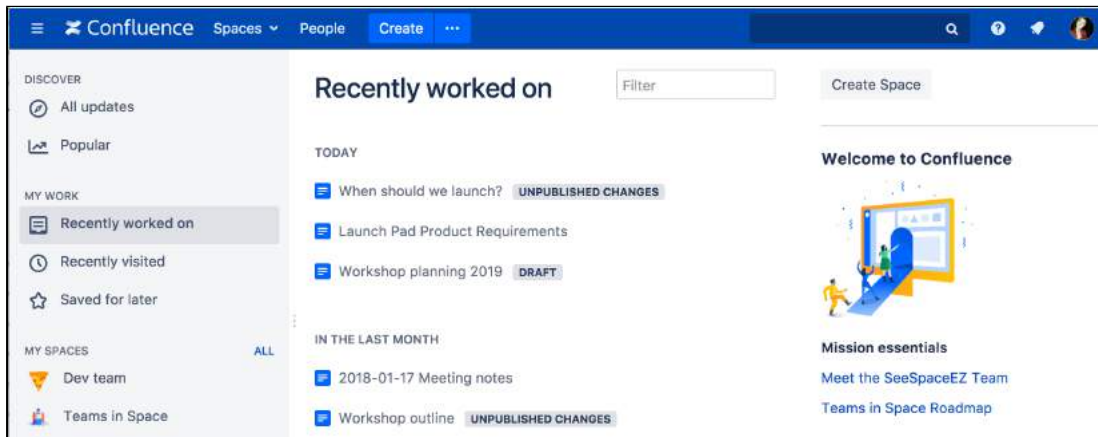 Confluence Spaces People Create
DISCOVER
All updates
Popular
MY WORK
Recently worked on
Recently visited
Saved for later
MY SPACES ALL
Dev team
Teams in Space
Recently worked on Filter
TODAY
When should we launch? UNPUBLISHED CHANGES
Launch Pad Product Requirements
Workshop planning 2019 DRAFT
IN THE LAST MONTH
2018-01-17 Meeting notes
Workshop outline UNPUBLISHED CHANGES
Create Space
Welcome to Confluence
Mission essentials
Meet the SeeSpaceEZ Team
Teams in Space Roadmap